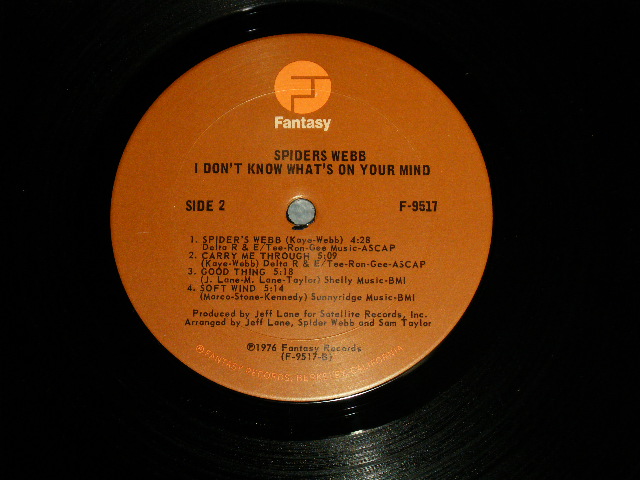 Fantasy
SPIDERS WEBB
I DON'T KNOW WHAT'S ON YOUR MIND
SIDE 2 F-9517
1. SPIDER'S WEBB (Kaye-Webb) 4:28
Delta R & E/Tee-Ron-Gee Music-ASCAP
2. CARRY ME THROUGH 5:09
(Kaye-Webb) Delta R & E/Tee-Ron-Gee-ASCAP
3. GOOD THING 5:18
(J. Lane-M. Lane-Taylor) Shelly Music-BMI
4. SOFT WIND 5:14
(Marco-Stone-Kennedy) Sunnyridge Music-BMI
Produced by Jeff Lane for Satellite Records, Inc.
Arranged by Jeff Lane, Spider Webb and Sam Taylor
℗1976 Fantasy Records
(F-9517-B)
℗ FANTASY RECORDS, BERKELEY, CALIFORNIA